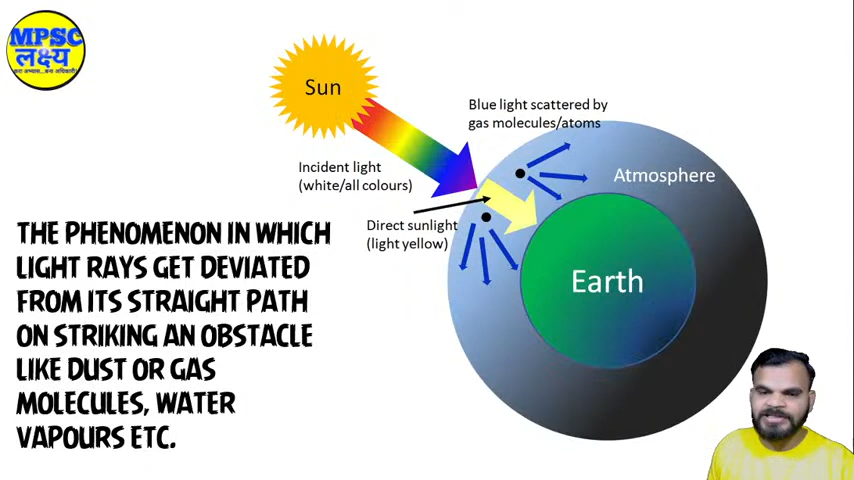 MPSC
लक्ष्य
Sun
Blue light scattered by
gas molecules/atoms
Atmosphere
Incident light
(white/all colours)
Direct sunlight
(light yellow)
Earth
THE PHENOMENON IN WHICH
LIGHT RAYS GET DEVIATED
FROM ITS STRAIGHT PATH
ON STRIKING AN OBSTACLE
LIKE DUST OR GAS
MOLECULES, WATER
VAPOURS ETC.